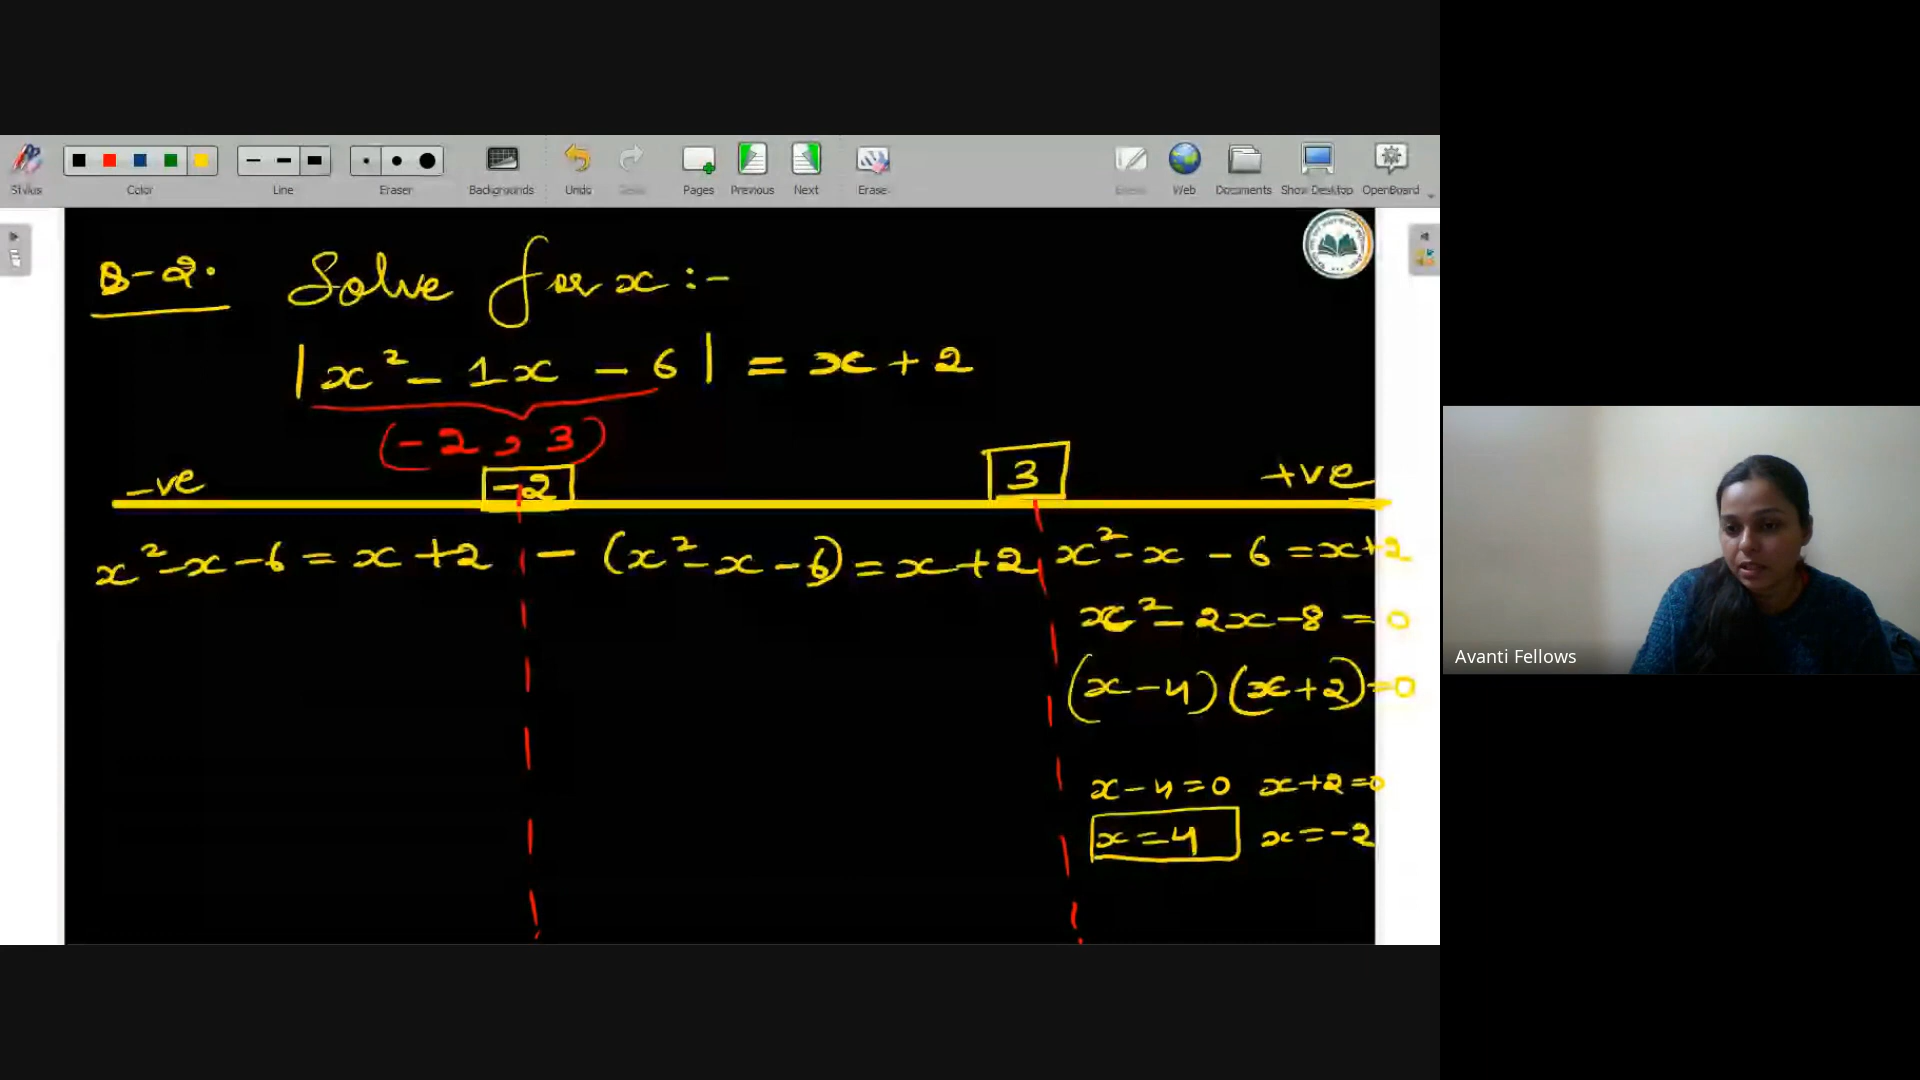 Stylus
Color
Line
Eraser
Backgrounds
Undo
Pages
Previous
Next
Erase
Web
Documents
Show Desktop
OpenBoard
Q-2. Solve for x :-
|x² - 1x - 6| = x + 2
(-2, 3)
-ve -2 3 +ve
x² - x - 6 = x + 2
- (x² - x - 6) = x + 2
x² - x - 6 = x + 2
x² - 2x - 8 = 0
(x - 4) (x + 2) = 0
x - 4 = 0 x + 2 = 0
x = 4 x = -2
Avanti Fellows